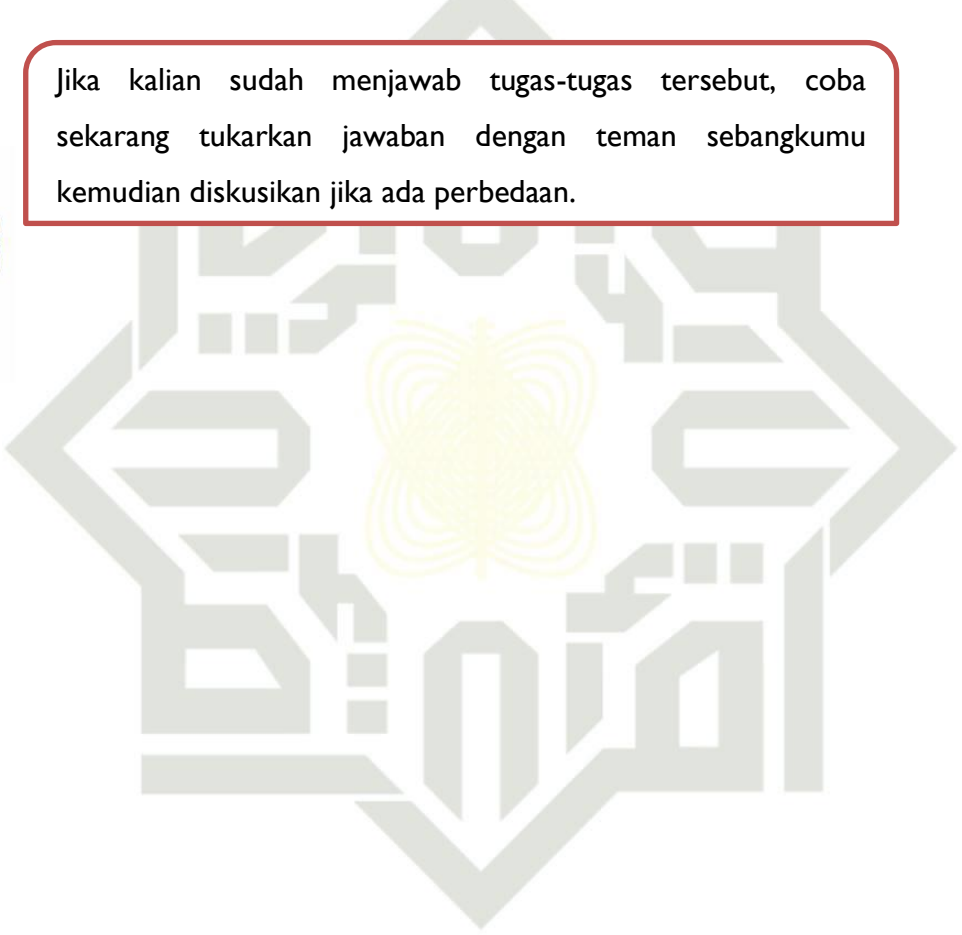 Jika kalian sudah menjawab tugas-tugas tersebut, coba
sekarang tukarkan jawaban dengan teman sebangkumu
kemudian diskusikan jika ada perbedaan.